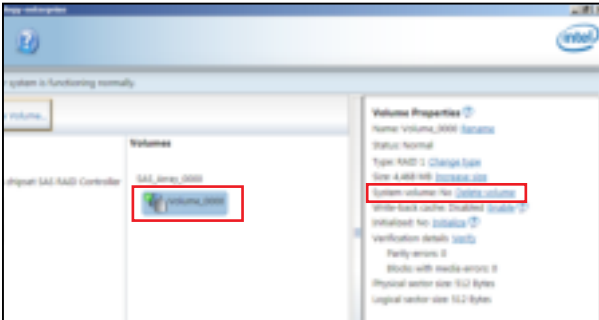 intel
system is functioning normally.
Volume...
Volumes
chipset SAS RAID Controller
SAS_Array_0000
Volume_0000
Volume Properties
Name: Volume_0000 Rename
Status: Normal
Type: RAID 1 Change type
Size: 4,468 MB Increase size
System volume: No Delete volume
Write-back cache: Disabled Enable
Initialized: No Initialize
Verification details Verify
Parity errors: 0
Blocks with media errors: 0
Physical sector size: 512 Bytes
Logical sector size: 512 Bytes